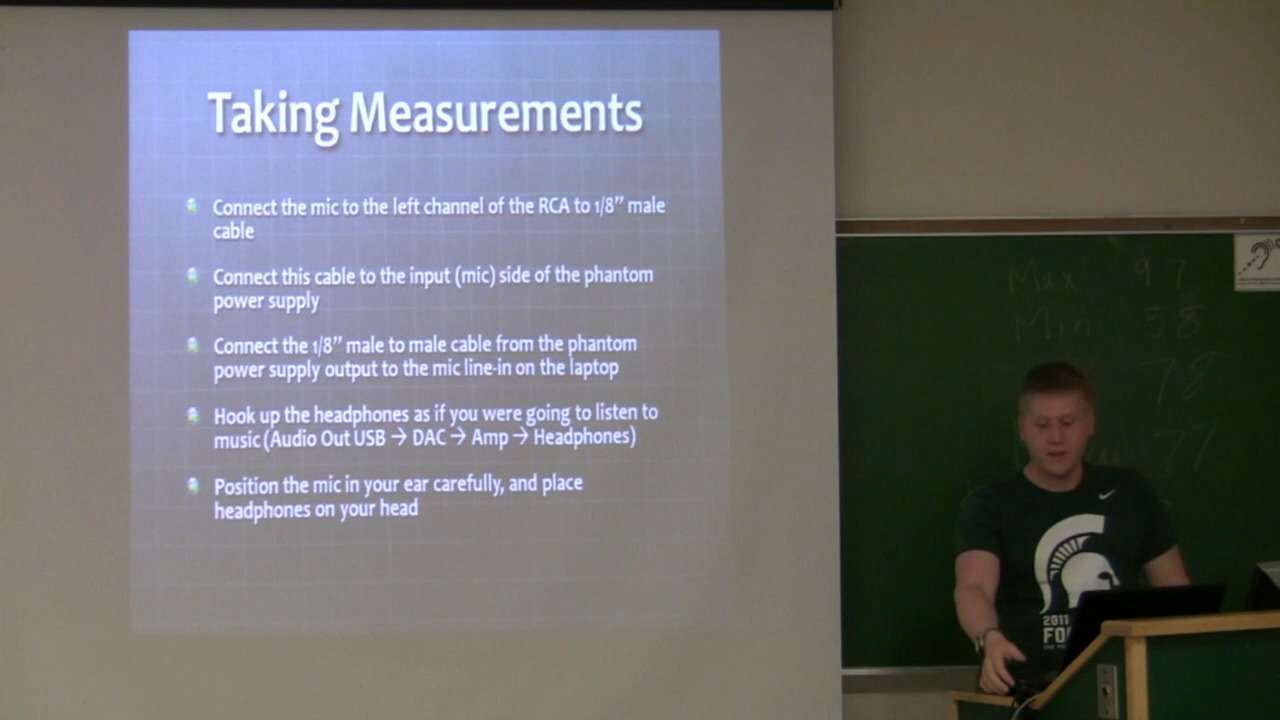 Taking Measurements
Connect the mic to the left channel of the RCA to 1/8” male
cable
Connect this cable to the input (mic) side of the phantom
power supply
Connect the 1/8” male to male cable from the phantom
power supply output to the mic line-in on the laptop
Hook up the headphones as if you were going to listen to
music (Audio Out USB → DAC → Amp → Headphones)
Position the mic in your ear carefully, and place
headphones on your head
Max 97
Min 58
78
77
2011
FO